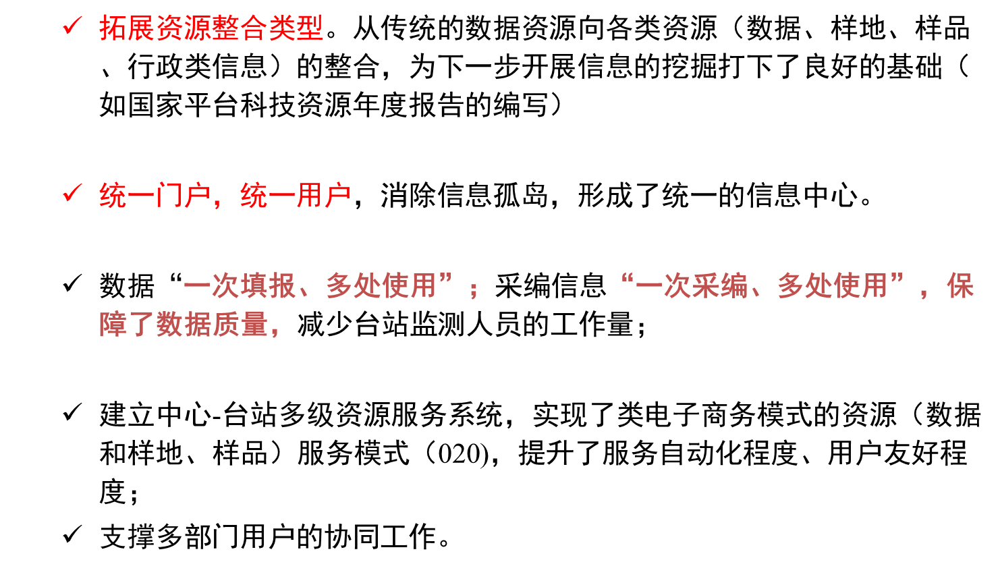 ✓ 拓展资源整合类型。从传统的数据资源向各类资源（数据、样地、样品
、行政类信息）的整合，为下一步开展信息的挖掘打下了良好的基础（
如国家平台科技资源年度报告的编写）
✓ 统一门户，统一用户，消除信息孤岛，形成了统一的信息中心。
✓ 数据“一次填报、多处使用”；采编信息“一次采编、多处使用”，保
障了数据质量，减少台站监测人员的工作量；
✓ 建立中心-台站多级资源服务系统，实现了类电子商务模式的资源（数据
和样地、样品）服务模式（020)，提升了服务自动化程度、用户友好程
度；
✓ 支撑多部门用户的协同工作。